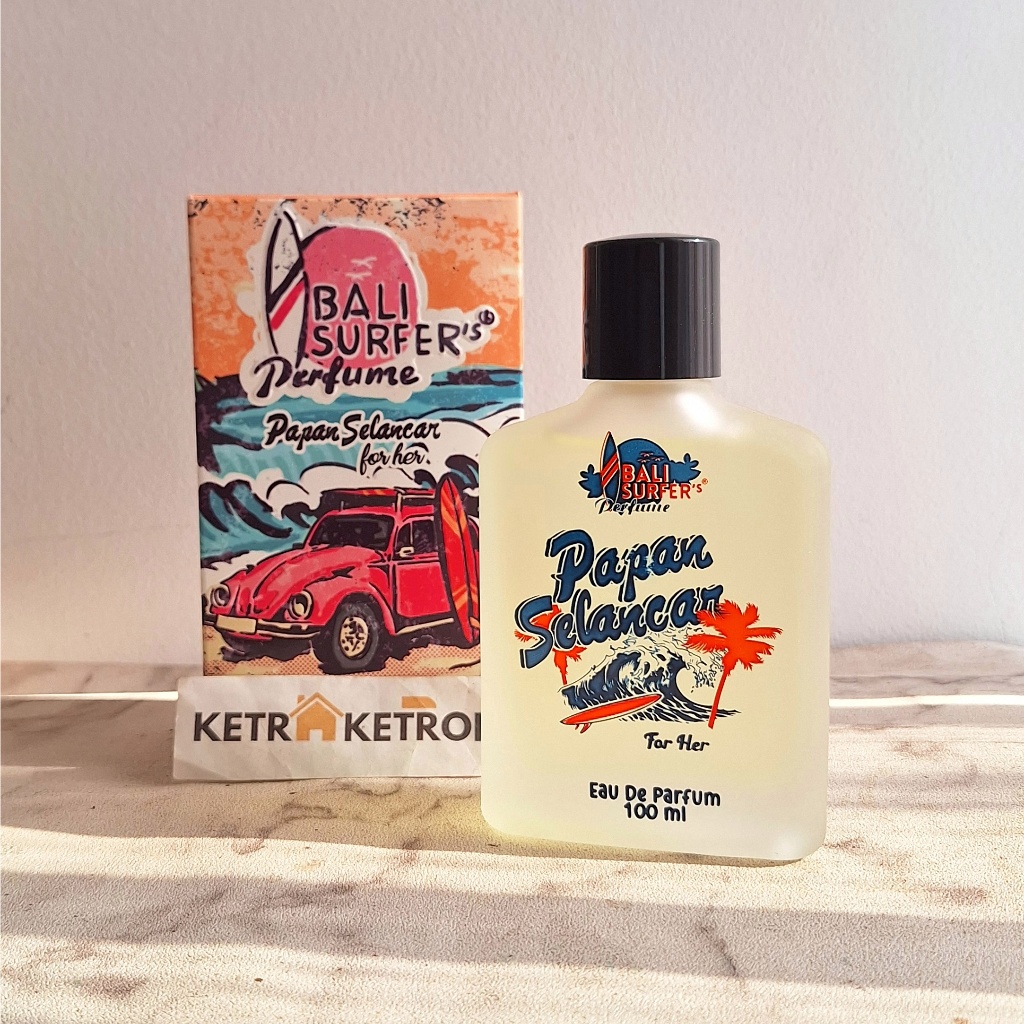 BALI
SURFER'S®
Perfume
Papan Selancar
for her.
KETR KETRO
BALI
SURFER'S®
Perfume
Papan
Selancar
For Her
Eau De Parfum
100 ml